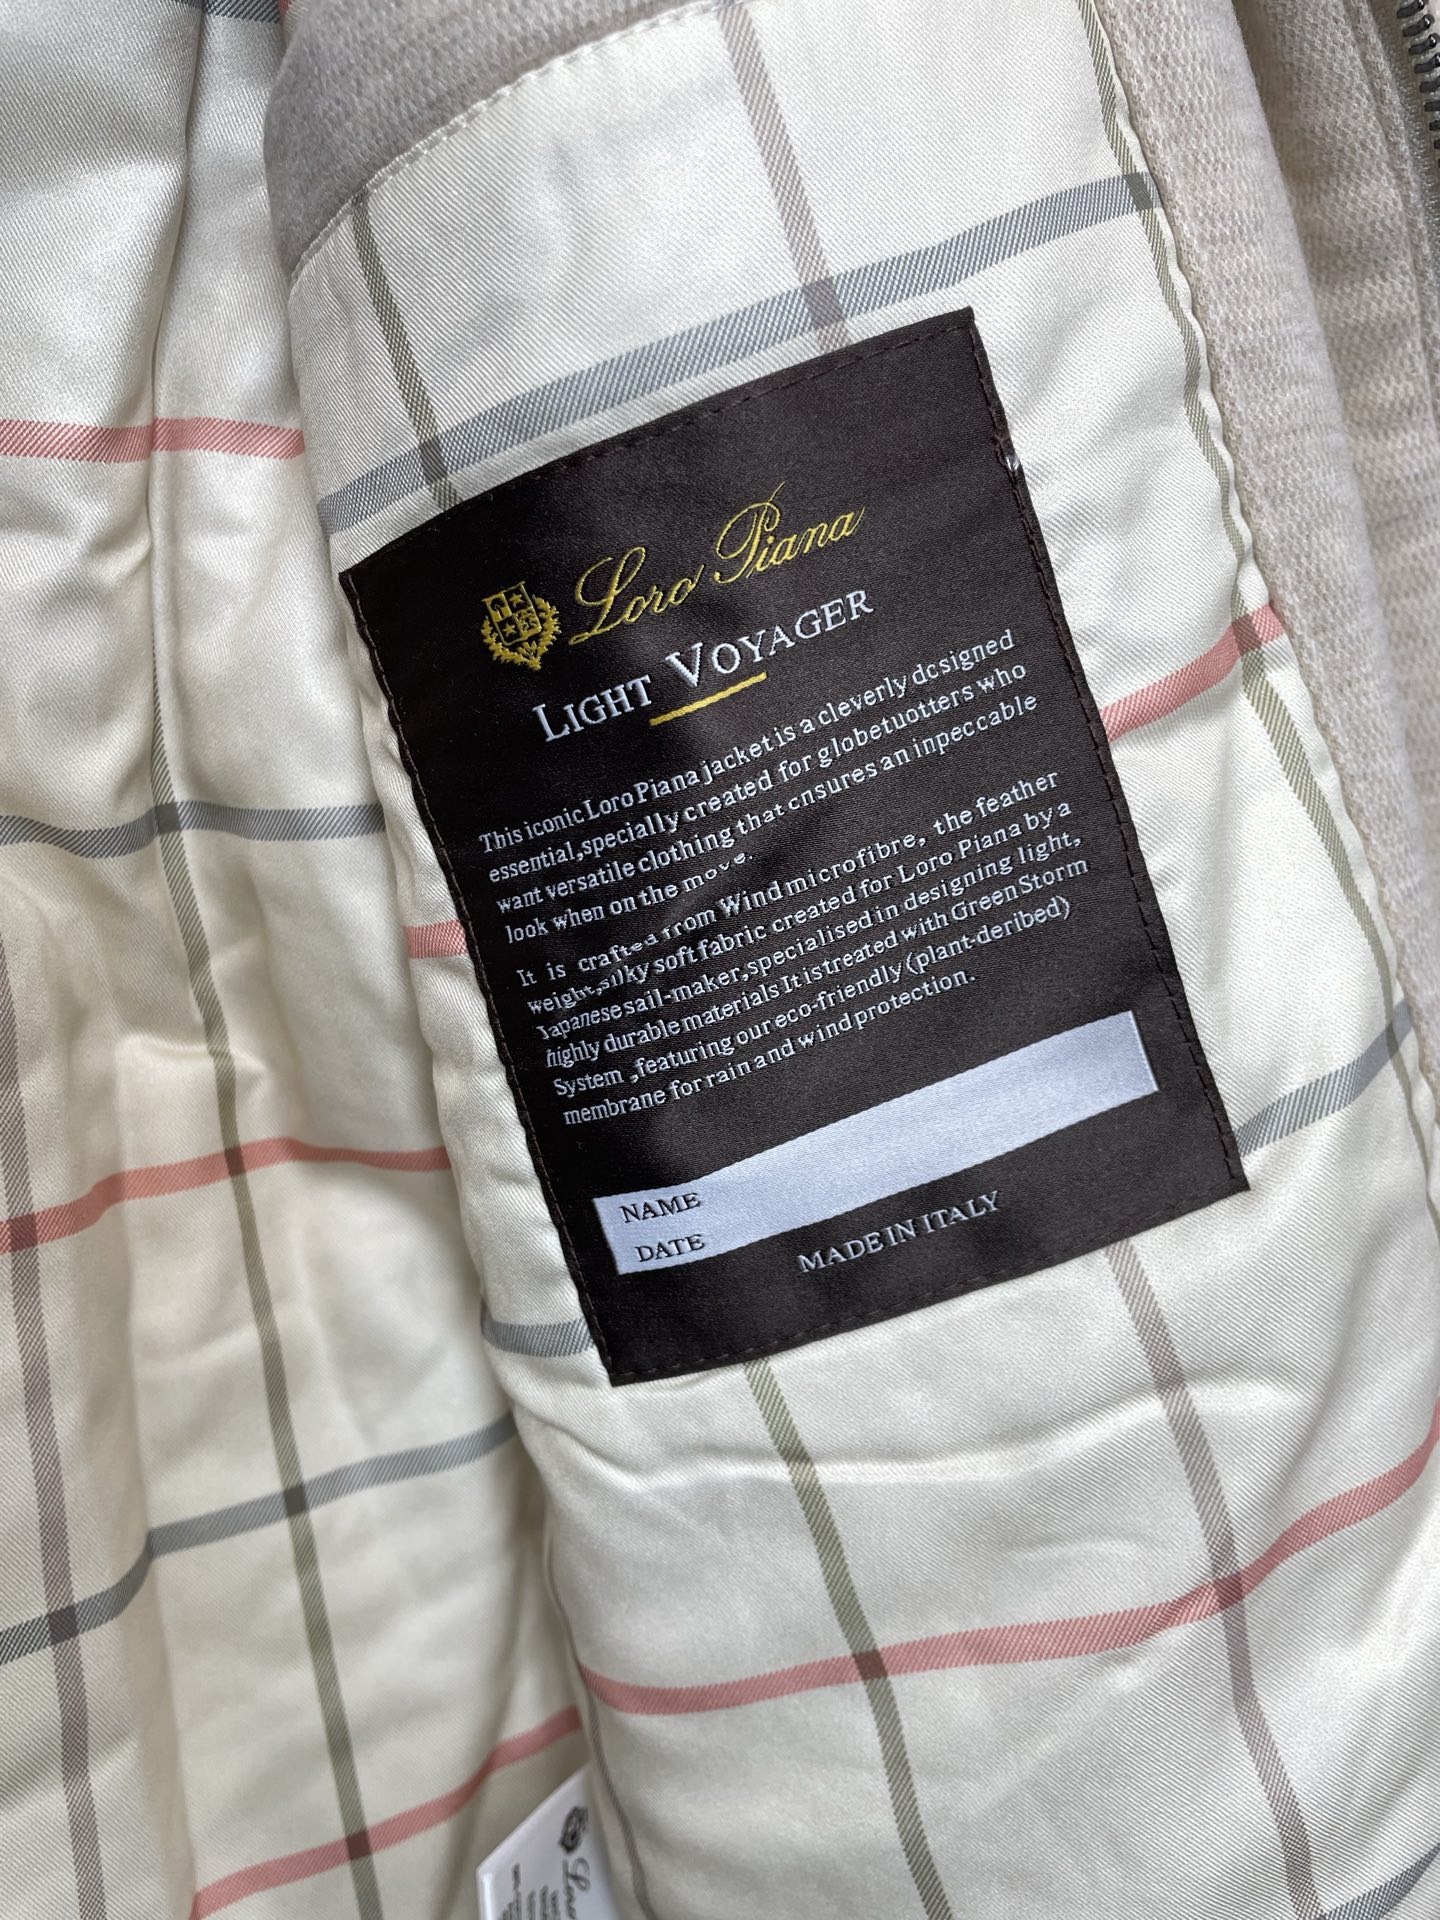 Loro Piana
LIGHT VOYAGER
This iconic Loro Piana jacket is a cleverly dcsigned
essential,specially created for globetuotters who
want versatile clothing that cnsures an inpeccable
look when on the move.
It is crafted from Wind microfibre, the feather
weight,silky soft fabric created for Loro Piana by a
Japanese sail-maker,specialised in designing light,
highly durable materials It istreated with Green Storm
System ,featuring our eco-friendly (plant-deribed)
membrane for rain and wind protection.
NAME
DATE
MADE IN ITALY
Loro